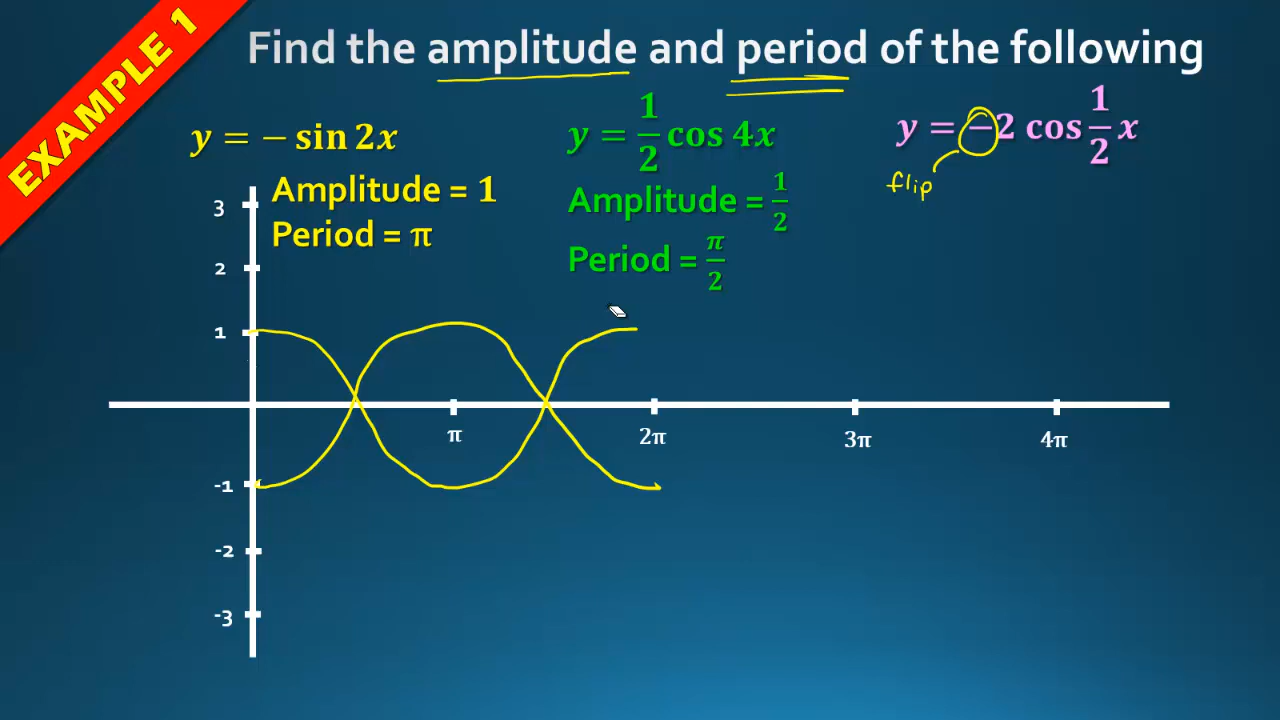 EXAMPLE 1
Find the amplitude and period of the following
y = − sin 2x
Amplitude = 1
Period = π
y = 1/2 cos 4x
Amplitude = 1/2
Period = π/2
y = −2 cos 1/2 x
flip
3
2
1
-1
-2
-3
π
2π
3π
4π